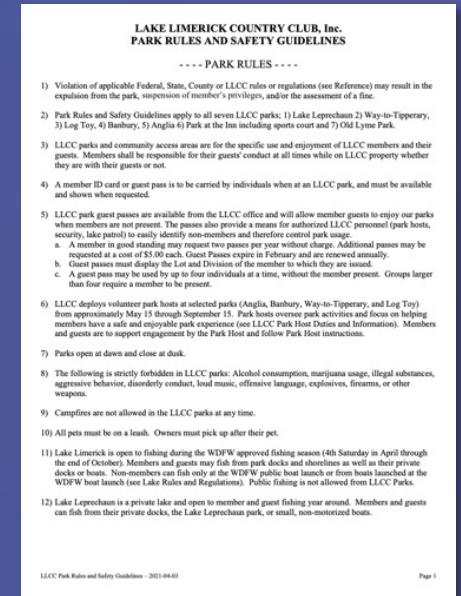 LAKE LIMERICK COUNTRY CLUB, Inc.
PARK RULES AND SAFETY GUIDELINES
- - - - PARK RULES - - - -
1) Violation of applicable Federal, State, County or LLCC rules or regulations (see Reference) may result in the
expulsion from the park, suspension of member's privileges, and/or the assessment of a fine.
2) Park Rules and Safety Guidelines apply to all seven LLCC parks; 1) Lake Leprechaun 2) Way-to-Tipperary,
3) Log Toy, 4) Banbury, 5) Anglia 6) Park at the Inn including sports court and 7) Old Lyme Park.
3) LLCC parks and community access areas are for the specific use and enjoyment of LLCC members and their
guests. Members shall be responsible for their guests' conduct at all times while on LLCC property whether
they are with their guests or not.
4) A member ID card or guest pass is to be carried by individuals when at an LLCC park, and must be available
and shown when requested.
5) LLCC park guest passes are available from the LLCC office and will allow member guests to enjoy our parks
when members are not present. The passes also provide a means for authorized LLCC personnel (park hosts,
security, lake patrol) to easily identify non-members and therefore control park usage.
a. A member in good standing may request two passes per year without charge. Additional passes may be
requested at a cost of $5.00 each. Guest Passes expire in February and are renewed annually.
b. Guest passes must display the Lot and Division of the member to which they are issued.
c. A guest pass may be used by up to four individuals at a time, without the member present. Groups larger
than four require a member to be present.
6) LLCC deploys volunteer park hosts at selected parks (Anglia, Banbury, Way-to-Tipperary, and Log Toy)
from approximately May 15 through September 15. Park hosts oversee park activities and focus on helping
members have a safe and enjoyable park experience (see LLCC Park Host Duties and Information). Members
and guests are to support engagement by the Park Host and follow Park Host instructions.
7) Parks open at dawn and close at dusk.
8) The following is strictly forbidden in LLCC parks: Alcohol consumption, marijuana usage, illegal substances,
aggressive behavior, disorderly conduct, loud music, offensive language, explosives, firearms, or other
weapons.
9) Campfires are not allowed in the LLCC parks at any time.
10) All pets must be on a leash. Owners must pick up after their pet.
11) Lake Limerick is open to fishing during the WDFW approved fishing season (4th Saturday in April through
the end of October). Members and guests may fish from park docks and shorelines as well as their private
docks or boats. Non-members can fish only at the WDFW public boat launch or from boats launched at the
WDFW boat launch (see Lake Rules and Regulations). Public fishing is not allowed from LLCC Parks.
12) Lake Leprechaun is a private lake and open to member and guest fishing year around. Members and guests
can fish from their private docks, the Lake Leprechaun park, or small, non-motorized boats.
LLCC Park Rules and Safety Guidelines – 2021-04-03 Page 1